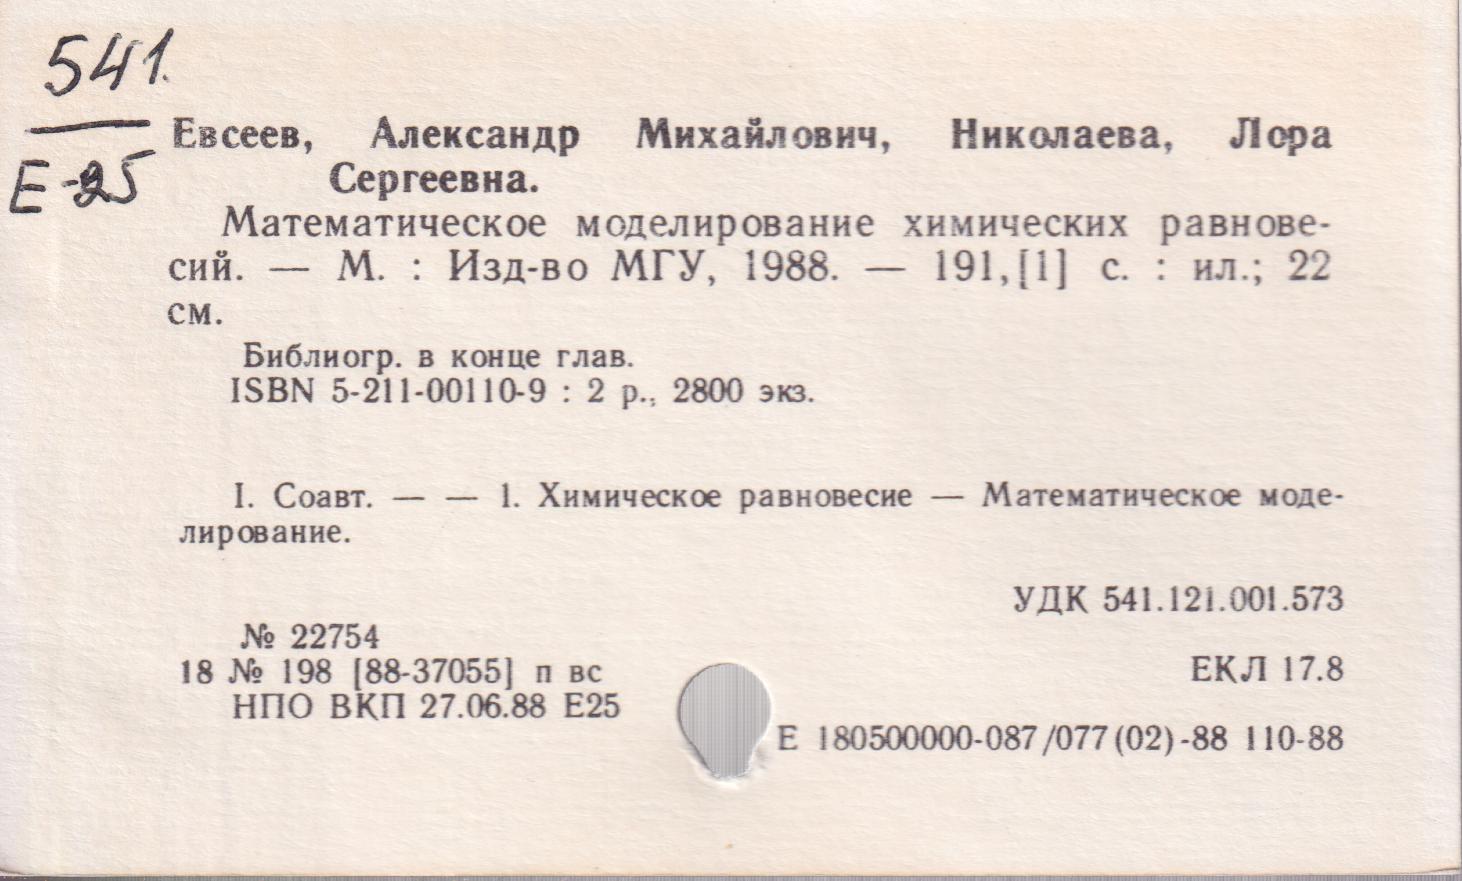 541.
Е-25
Евсеев, Александр Михайлович, Николаева, Лора
Сергеевна.
Математическое моделирование химических равнове-
сий. — М. : Изд-во МГУ, 1988. — 191,[1] с. : ил.; 22
см.
Библиогр. в конце глав.
ISBN 5-211-00110-9 : 2 р., 2800 экз.
I. Соавт. — — 1. Химическое равновесие — Математическое моде-
лирование.
УДК 541.121.001.573
№ 22754
18 № 198 [88-37055] п вс
ЕКЛ 17.8
НПО ВКП 27.06.88 Е25
Е 180500000-087/077(02)-88 110-88